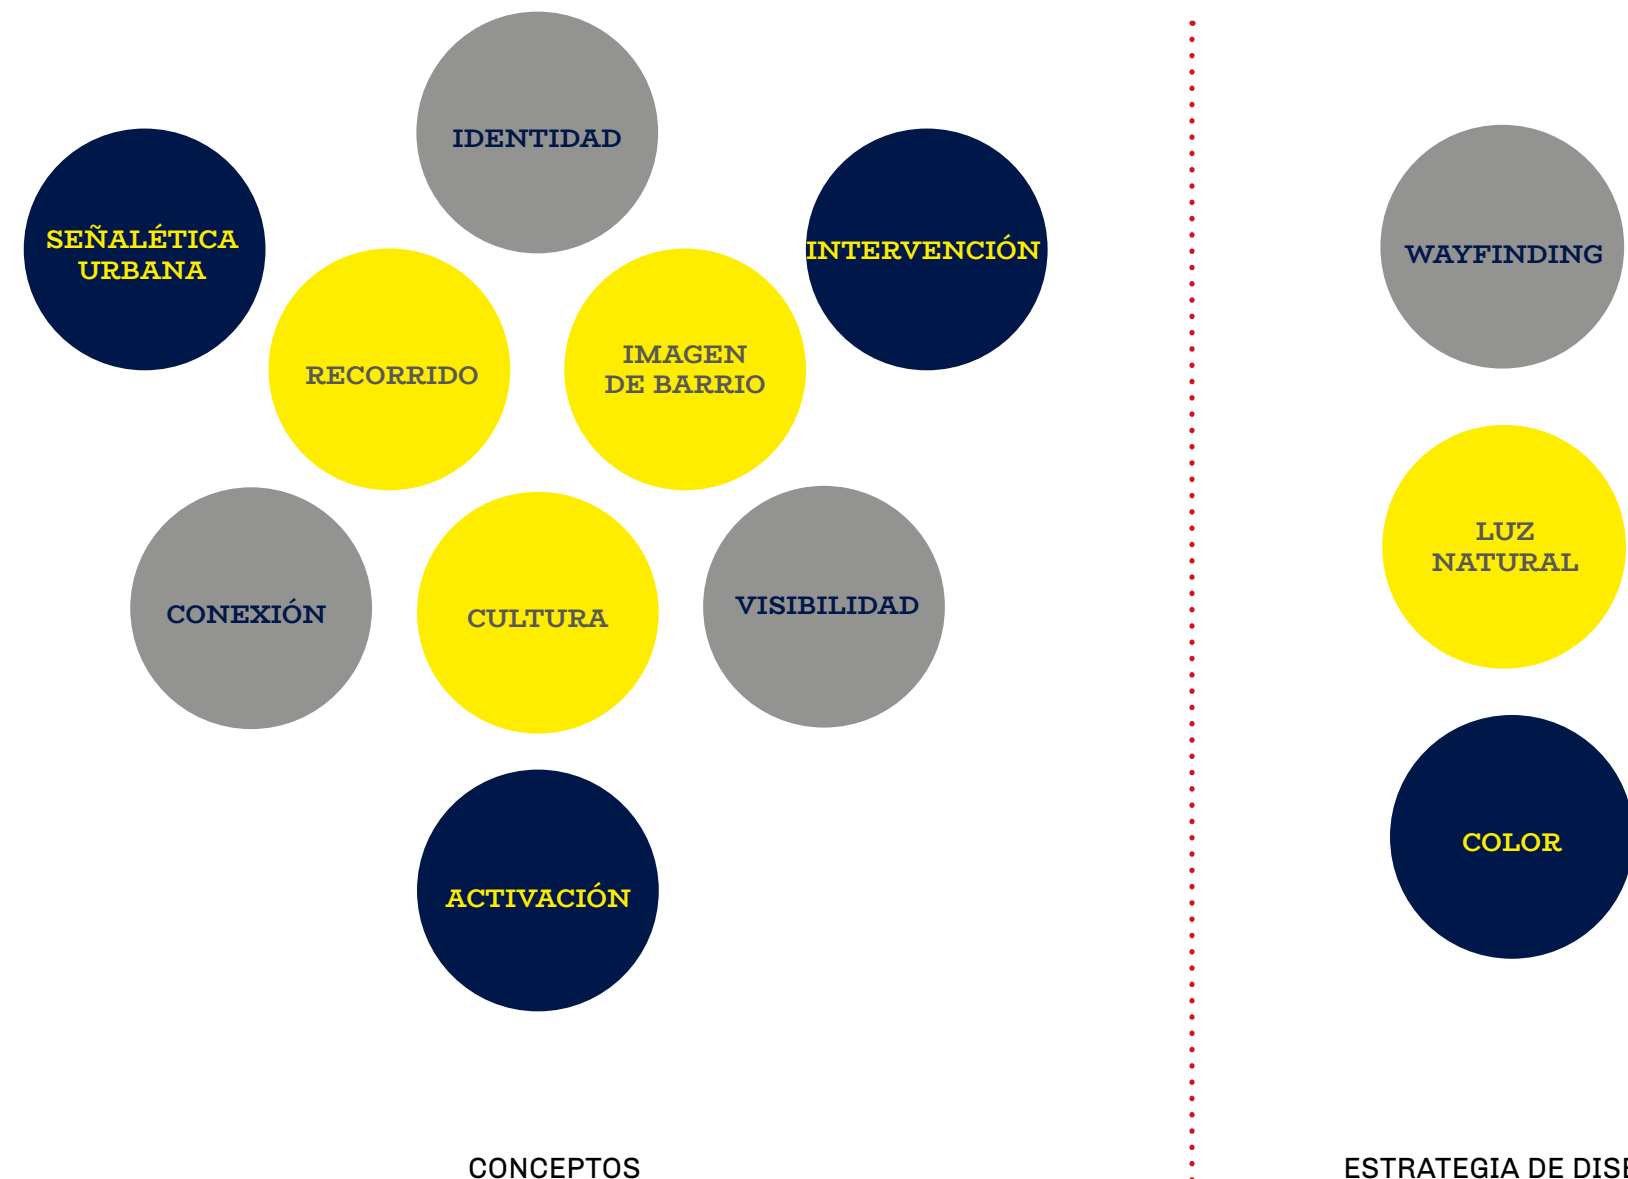 IDENTIDAD
SEÑALÉTICA
URBANA
INTERVENCIÓN
RECORRIDO
IMAGEN
DE BARRIO
CONEXIÓN
CULTURA
VISIBILIDAD
ACTIVACIÓN
CONCEPTOS
WAYFINDING
LUZ
NATURAL
COLOR
ESTRATEGIA DE